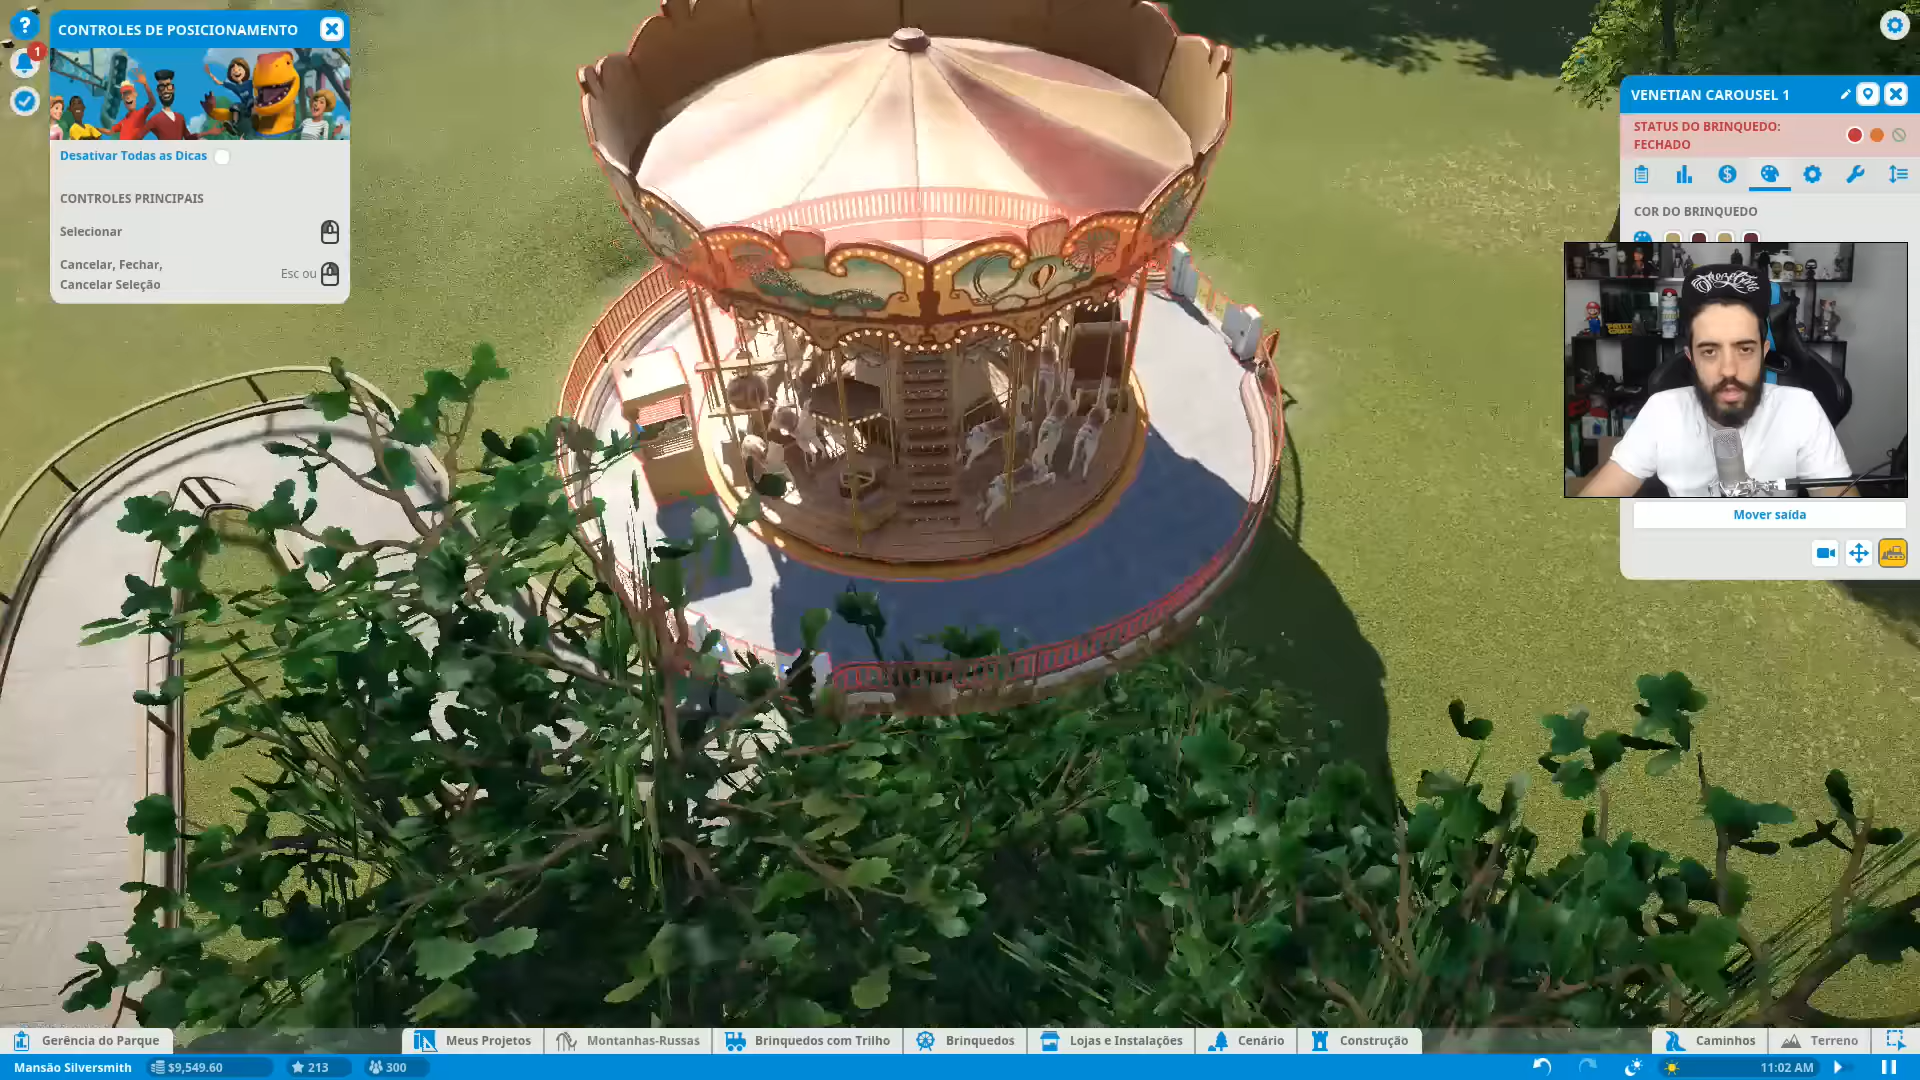 CONTROLES DE POSICIONAMENTO
1
Desativar Todas as Dicas
CONTROLES PRINCIPAIS
Selecionar
Cancelar, Fechar,
Cancelar Seleção
Esc ou
VENETIAN CAROUSEL 1
STATUS DO BRINQUEDO:
FECHADO
COR DO BRINQUEDO
Mover saída
Gerência do Parque
Meus Projetos
Montanhas-Russas
Brinquedos com Trilho
Brinquedos
Lojas e Instalações
Cenário
Construção
Caminhos
Terreno
Mansão Silversmith
$9,549.60
213
300
11:02 AM